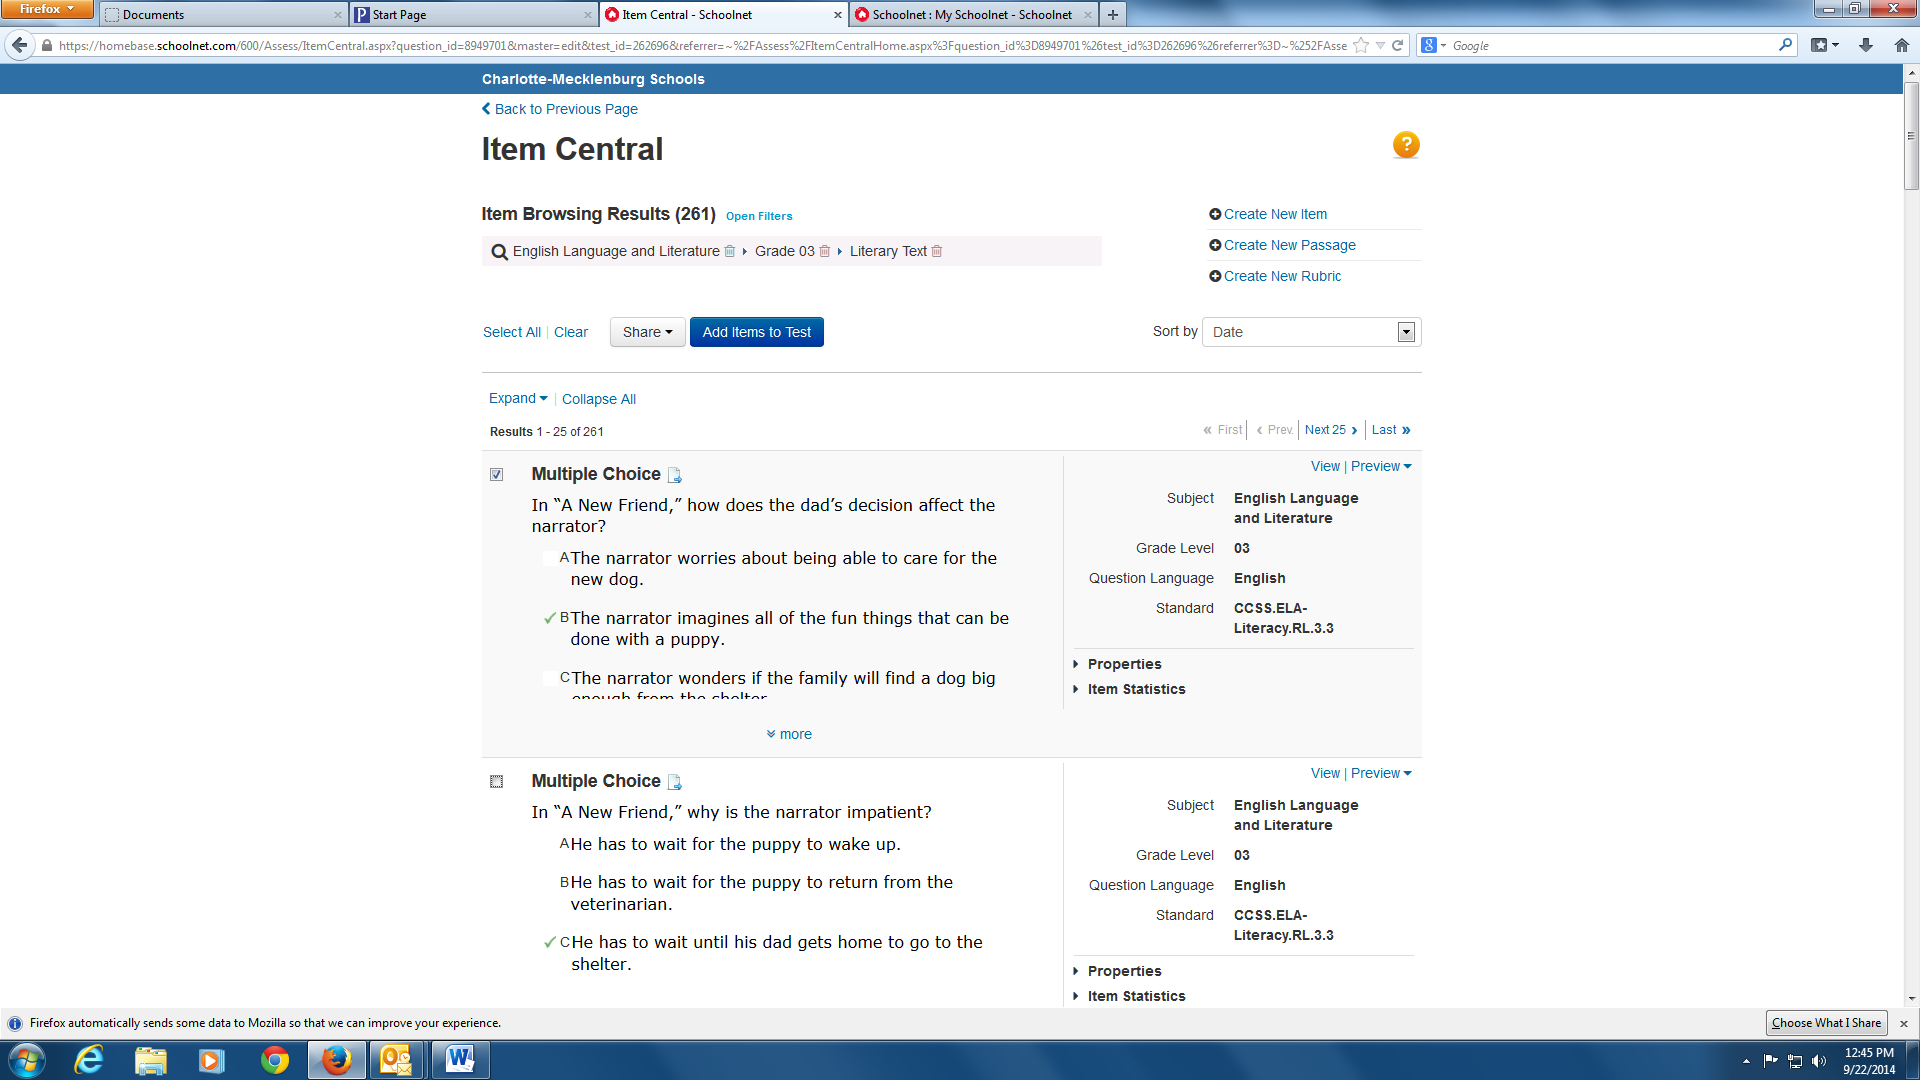 Firefox
Documents
Start Page
Item Central - Schoolnet
Schoolnet : My Schoolnet - Schoolnet
https://homebase.schoolnet.com/600/Assess/ItemCentral.aspx?question_id=8949701&master=edit&test_id=262696&referrer=~%2FAssess%2FItemCentralHome.aspx%3Fquestion_id%3D8949701%26test_id%3D262696%26referrer%3D~%252FAsse
Google
Charlotte-Mecklenburg Schools
Back to Previous Page
Item Central
?
Item Browsing Results (261) Open Filters
English Language and Literature Grade 03 Literary Text
Create New Item
Create New Passage
Create New Rubric
Select All | Clear Share Add Items to Test
Sort by Date
Expand | Collapse All
Results 1 - 25 of 261
« First ‹ Prev. Next 25 › Last »
Multiple Choice
In “A New Friend,” how does the dad’s decision affect the
narrator?
A The narrator worries about being able to care for the
new dog.
B The narrator imagines all of the fun things that can be
done with a puppy.
C The narrator wonders if the family will find a dog big
enough from the shelter.
more
View | Preview
Subject English Language
and Literature
Grade Level 03
Question Language English
Standard CCSS.ELA-
Literacy.RL.3.3
Properties
Item Statistics
Multiple Choice
In “A New Friend,” why is the narrator impatient?
A He has to wait for the puppy to wake up.
B He has to wait for the puppy to return from the
veterinarian.
C He has to wait until his dad gets home to go to the
shelter.
View | Preview
Subject English Language
and Literature
Grade Level 03
Question Language English
Standard CCSS.ELA-
Literacy.RL.3.3
Properties
Item Statistics
Firefox automatically sends some data to Mozilla so that we can improve your experience.
Choose What I Share
12:45 PM
9/22/2014